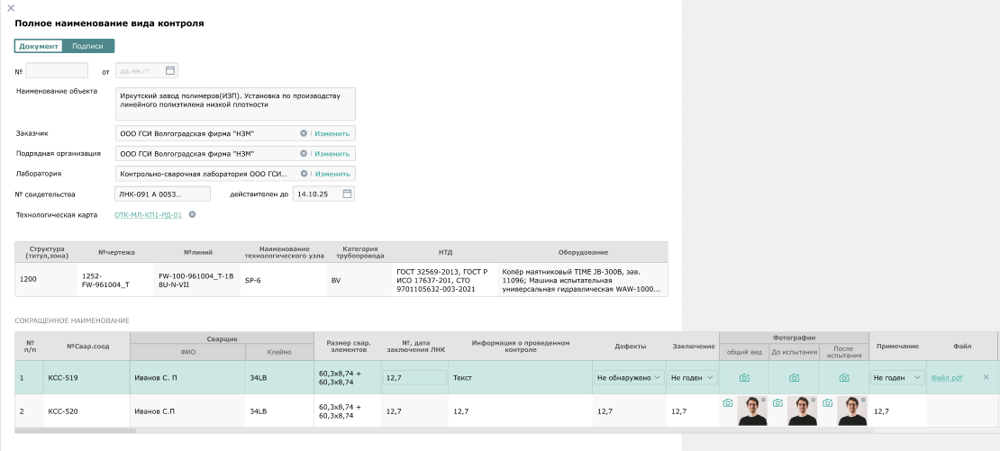 Полное наименование вида контроля
Документ Подписи
№ от дд.мм.гг
Наименование объекта
Иркутский завод полимеров(ИЗП). Установка по производству
линейного полиэтилена низкой плотности
Заказчик ООО ГСИ Волгоградская фирма "НЗМ" Изменить
Подрядная организация ООО ГСИ Волгоградская фирма "НЗМ" Изменить
Лаборатория Контрольно-сварочная лаборатория ООО ГСИ... Изменить
№ свидетельства ЛНК-091 А 0053... действителен до 14.10.25
Технологическая карта ОТК-МЛ-КП1-РД-01
Структура (титул,зона) №чертежа №линий Наименование технологического узла Категория трубопровода НТД Оборудование
1200 1252-FW-961004_T FW-100-961004_T-1B 8U-N-VII SP-6 BV ГОСТ 32569-2013, ГОСТ Р ИСО 17637-201, СТО 9701105632-003-2021 Копёр маятниковый TIME JB-300B, зав. 11096; Машина испытательная универсальная гидравлическая WAW-1000...
СОКРАЩЕННОЕ НАИМЕНОВАНИЕ
№ п/п №Свар.соед Сварщик ФИО Клеймо Размер свар. элементов №, дата заключения ЛНК Информация о проведенном контроле Дефекты Заключение Фотографии общий вид До испытания После испытания Примечание Файл
1 КСС-519 Иванов С. П 34LB 60,3x8,74 + 60,3x8,74 12,7 Текст Не обнаружено Не годен Не годен Файл.pdf
2 КСС-520 Иванов С.П 34LB 60,3x8,74 + 60,3x8,74 12,7 12,7 12,7 12,7 12,7